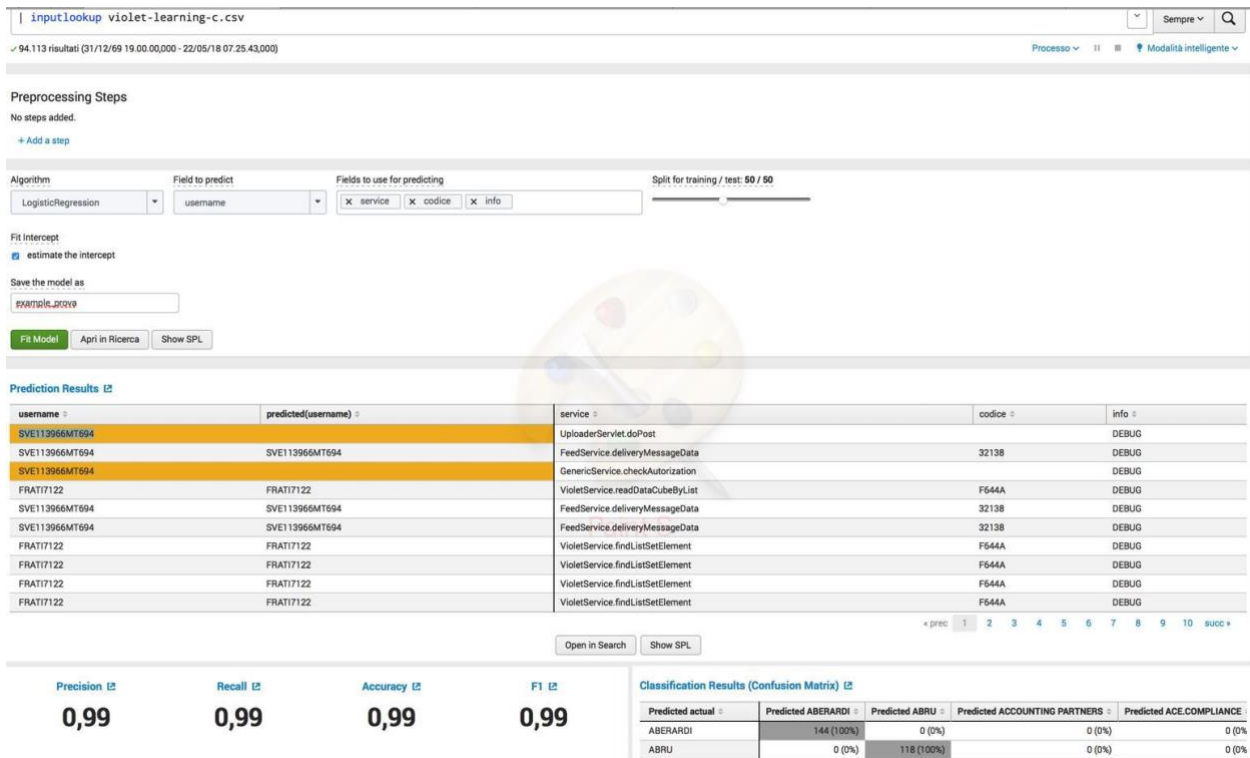 | inputlookup violet-learning-c.csv
Sempre
94.113 risultati (31/12/69 19.00.00,000 - 22/05/18 07.25.43,000)
Processo
Modalità intelligente
Preprocessing Steps
No steps added.
+ Add a step
Algorithm
Field to predict
Fields to use for predicting
Split for training / test: 50 / 50
LogisticRegression
username
x service x codice x info
Fit Intercept
estimate the intercept
Save the model as
example_prova
Fit Model Apri in Ricerca Show SPL
Prediction Results
username predicted(username) service codice info
SVE113966MT694 UploaderServlet.doPost DEBUG
SVE113966MT694 SVE113966MT694 FeedService.deliveryMessageData 32138 DEBUG
SVE113966MT694 GenericService.checkAutorization DEBUG
FRATI7122 FRATI7122 VioletService.readDataCubeByList F644A DEBUG
SVE113966MT694 SVE113966MT694 FeedService.deliveryMessageData 32138 DEBUG
SVE113966MT694 SVE113966MT694 FeedService.deliveryMessageData 32138 DEBUG
FRATI7122 FRATI7122 VioletService.findListSetElement F644A DEBUG
FRATI7122 FRATI7122 VioletService.findListSetElement F644A DEBUG
FRATI7122 FRATI7122 VioletService.findListSetElement F644A DEBUG
FRATI7122 FRATI7122 VioletService.findListSetElement F644A DEBUG
« prec 1 2 3 4 5 6 7 8 9 10 succ »
Open in Search Show SPL
Precision Recall Accuracy F1
0,99 0,99 0,99 0,99
Classification Results (Confusion Matrix)
Predicted actual Predicted ABERARDI Predicted ABRU Predicted ACCOUNTING PARTNERS Predicted ACE.COMPLIANCE
ABERARDI 144 (100%) 0 (0%) 0 (0%) 0 (0%
ABRU 0 (0%) 118 (100%) 0 (0%) 0 (0%